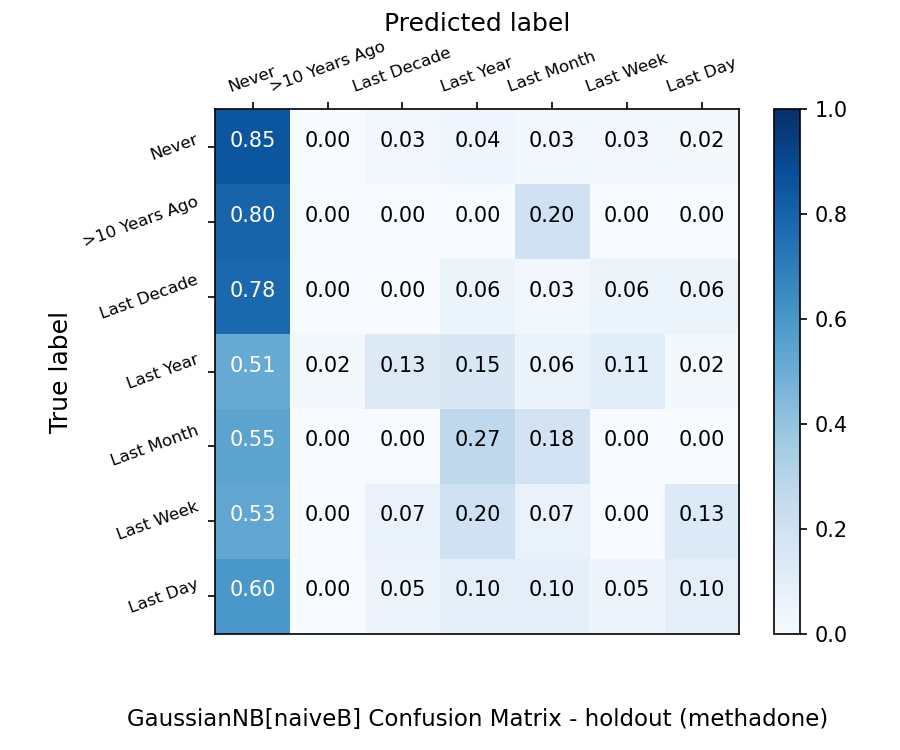 Predicted label
Never >10 Years Ago Last Decade Last Year Last Month Last Week Last Day
True label
Never 0.85 0.00 0.03 0.04 0.03 0.03 0.02
>10 Years Ago 0.80 0.00 0.00 0.00 0.20 0.00 0.00
Last Decade 0.78 0.00 0.00 0.06 0.03 0.06 0.06
Last Year 0.51 0.02 0.13 0.15 0.06 0.11 0.02
Last Month 0.55 0.00 0.00 0.27 0.18 0.00 0.00
Last Week 0.53 0.00 0.07 0.20 0.07 0.00 0.13
Last Day 0.60 0.00 0.05 0.10 0.10 0.05 0.10
1.0
0.8
0.6
0.4
0.2
0.0
GaussianNB[naiveB] Confusion Matrix - holdout (methadone)